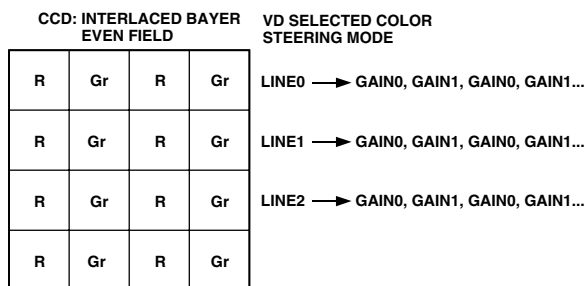 CCD: INTERLACED BAYER
EVEN FIELD
VD SELECTED COLOR
STEERING MODE
R Gr R Gr
LINE0 GAIN0, GAIN1, GAIN0, GAIN1...
R Gr R Gr
LINE1 GAIN0, GAIN1, GAIN0, GAIN1...
R Gr R Gr
LINE2 GAIN0, GAIN1, GAIN0, GAIN1...
R Gr R Gr